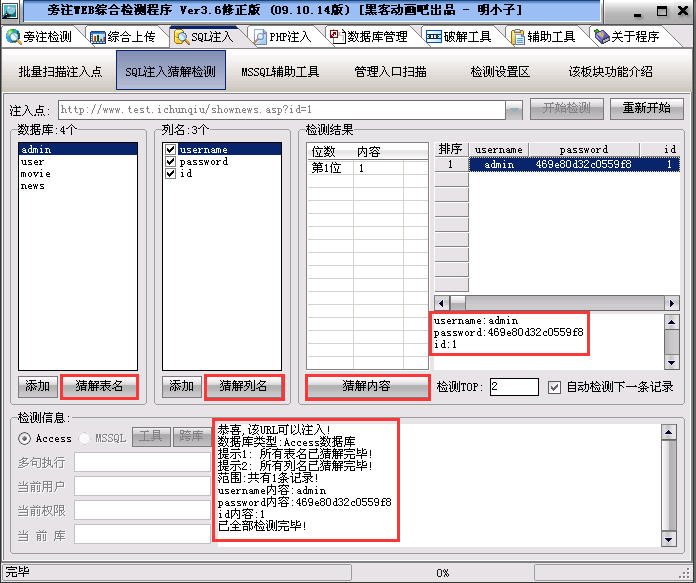 旁注WEB综合检测程序 Ver3.6修正版 (09.10.14版) [黑客动画吧出品 - 明小子]
旁注检测 综合上传 SQL注入 PHP注入 数据库管理 破解工具 辅助工具 关于程序
批量扫描注入点 SQL注入猜解检测 MSSQL辅助工具 管理入口扫描 检测设置区 该板块功能介绍
注入点: http://www.test.ichunqiu/shownews.asp?id=1 开始检测 重新开始
数据库:4个
admin
user
movie
news
添加 猜解表名
列名:3个
username
password
id
添加 猜解列名
检测结果
位数 内容
第1位 1
猜解内容
排序 username password id
1 admin 469e80d32c0559f8 1
username:admin
password:469e80d32c0559f8
id:1
检测TOP: 2 自动检测下一条记录
检测信息:
Access MSSQL 工具 跨库
多句执行
当前用户
当前权限
当 前 库
恭喜,该URL可以注入!
数据库类型:Access数据库
提示1: 所有表名已猜解完毕!
提示2: 所有列名已猜解完毕!
范围:共有1条记录!
username内容:admin
password内容:469e80d32c0559f8
id内容:1
已全部检测完毕!
完毕 0%